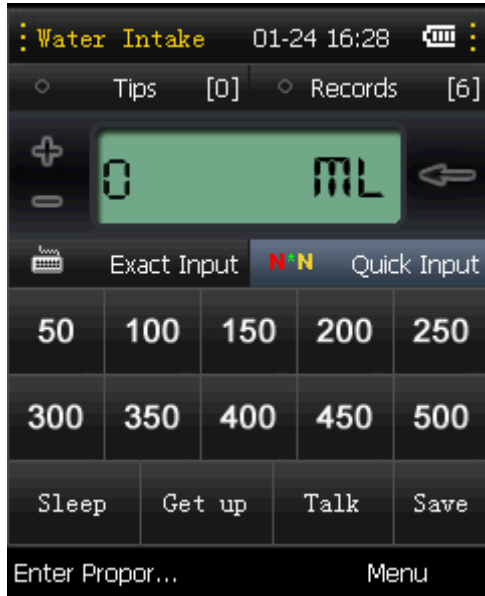 Water Intake 01-24 16:28
Tips [0] Records [6]
0 ML
Exact Input N*N Quick Input
50 100 150 200 250
300 350 400 450 500
Sleep Get up Talk Save
Enter Propor... Menu